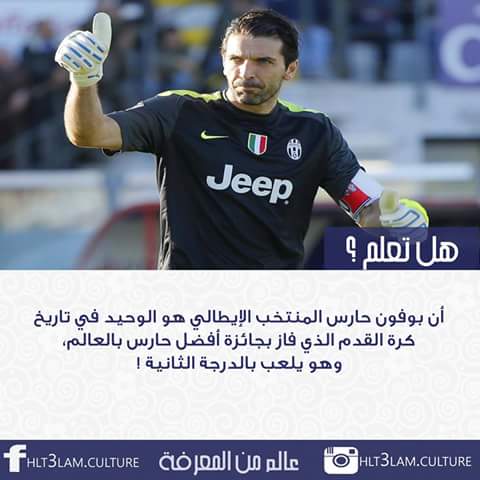 Jeep
هل تعلم ؟
أن بوفون حارس المنتخب الإيطالي هو الوحيد في تاريخ
كرة القدم الذي فاز بجائزة أفضل حارس بالعالم،
وهو يلعب بالدرجة الثانية !
HLT3LAM.CULTURE
عالم من المعرفة
HLT3LAM.CULTURE